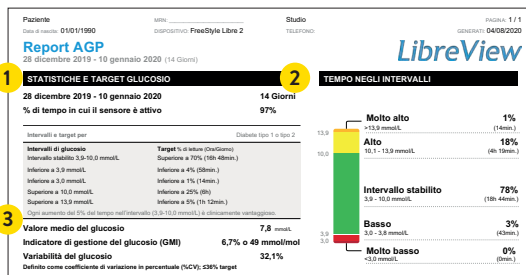 Paziente MRN: Studio PAGINA: 1 / 1
Data di nascita: 01/01/1990 DISPOSITIVO: FreeStyle Libre 2 TELEFONO: GENERATI: 04/08/2020
Report AGP
LibreView
28 dicembre 2019 - 10 gennaio 2020 (14 Giorni)
1 STATISTICHE E TARGET GLUCOSIO
28 dicembre 2019 - 10 gennaio 2020 14 Giorni
% di tempo in cui il sensore è attivo 97%
Intervalli e target per Diabete tipo 1 o tipo 2
Intervalli di glucosio Target % di letture (Ora/Giorno)
Intervallo stabilito 3,9-10,0 mmol/L Superiore a 70% (16h 48min.)
Inferiore a 3,9 mmol/L Inferiore a 4% (58min.)
Inferiore a 3,0 mmol/L Inferiore a 1% (14min.)
Superiore a 10,0 mmol/L Inferiore a 25% (6h)
Superiore a 13,9 mmol/L Inferiore a 5% (1h 12min.)
Ogni aumento del 5% del tempo nell'intervallo (3,9-10,0 mmol/L) è clinicamente vantaggioso.
3
Valore medio del glucosio 7,8 mmol/L
Indicatore di gestione del glucosio (GMI) 6,7% o 49 mmol/mol
Variabilità del glucosio 32,1%
Definito come coefficiente di variazione in percentuale (%CV); ≤36% target
2 TEMPO NEGLI INTERVALLI
Molto alto 1%
>13,9 mmol/L (14min.)
13,9
Alto 18%
10,1 - 13,9 mmol/L (4h 19min.)
10,0
Intervallo stabilito 78%
3,9 - 10,0 mmol/L (18h 44min.)
Basso 3%
3,0 - 3,8 mmol/L (43min.)
3,9
3,0
Molto basso 0%
<3,0 mmol/L (0min.)